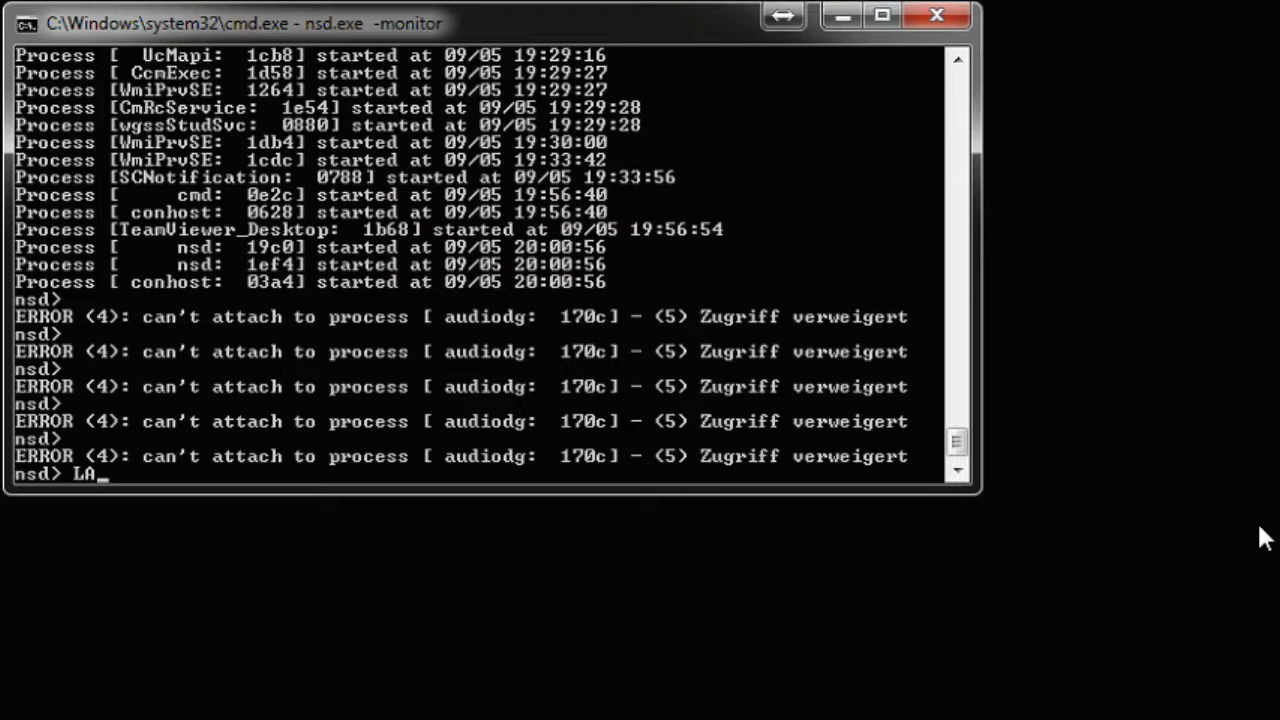 C:\Windows\system32\cmd.exe - nsd.exe  -monitor
Process [   UcMapi:  1cb8] started at 09/05 19:29:16
Process [  CcmExec:  1d58] started at 09/05 19:29:27
Process [WmiPrvSE:  1264] started at 09/05 19:29:27
Process [CmRcService:  1e54] started at 09/05 19:29:28
Process [wgssStudSvc:  0880] started at 09/05 19:29:28
Process [WmiPrvSE:  1db4] started at 09/05 19:30:00
Process [WmiPrvSE:  1cdc] started at 09/05 19:33:42
Process [SCNotification:  0788] started at 09/05 19:33:56
Process [      cmd:  0e2c] started at 09/05 19:56:40
Process [  conhost:  0628] started at 09/05 19:56:40
Process [TeamViewer_Desktop:  1b68] started at 09/05 19:56:54
Process [      nsd:  19c0] started at 09/05 20:00:56
Process [      nsd:  1ef4] started at 09/05 20:00:56
Process [  conhost:  03a4] started at 09/05 20:00:56
nsd>
ERROR (4): can't attach to process [  audiodg:  170c] - (5) Zugriff verweigert
nsd>
ERROR (4): can't attach to process [  audiodg:  170c] - (5) Zugriff verweigert
nsd>
ERROR (4): can't attach to process [  audiodg:  170c] - (5) Zugriff verweigert
nsd>
ERROR (4): can't attach to process [  audiodg:  170c] - (5) Zugriff verweigert
nsd>
ERROR (4): can't attach to process [  audiodg:  170c] - (5) Zugriff verweigert
nsd> LA_